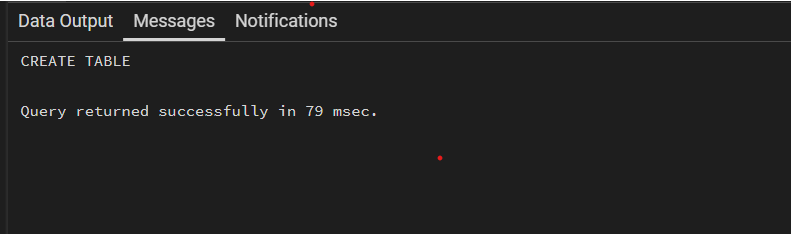 Data Output Messages Notifications
CREATE TABLE
Query returned successfully in 79 msec.